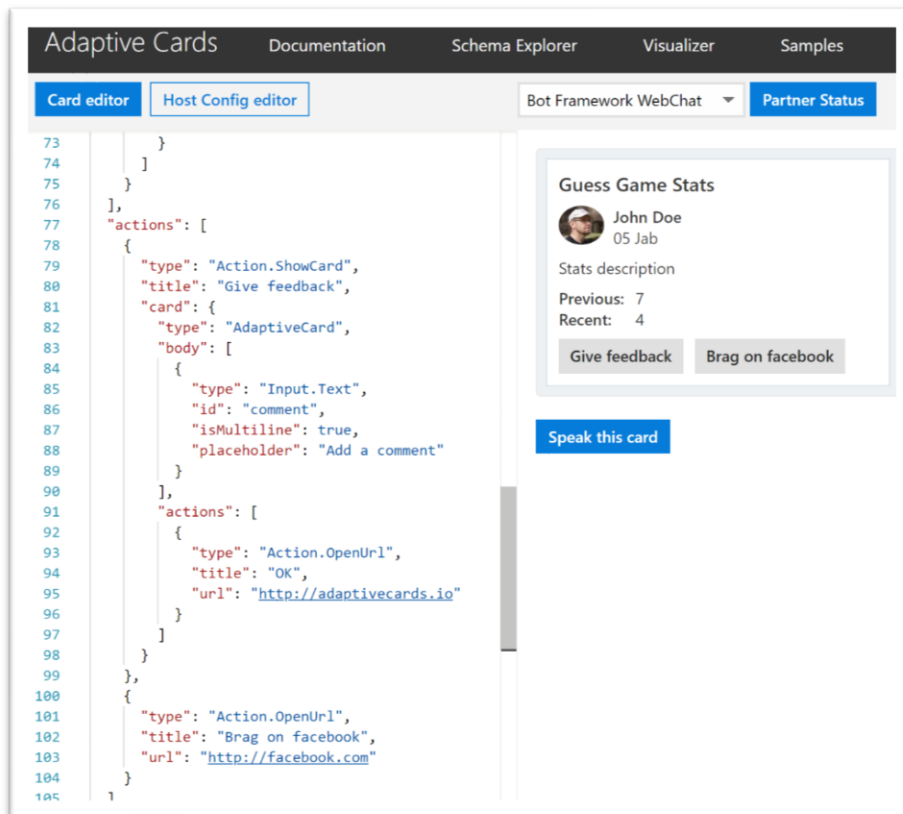 Adaptive Cards Documentation Schema Explorer Visualizer Samples
Card editor Host Config editor Bot Framework WebChat Partner Status
73 }
74 ]
75 }
76 ],
77 "actions": [
78 {
79 "type": "Action.ShowCard",
80 "title": "Give feedback",
81 "card": {
82 "type": "AdaptiveCard",
83 "body": [
84 {
85 "type": "Input.Text",
86 "id": "comment",
87 "isMultiline": true,
88 "placeholder": "Add a comment"
89 }
90 ],
91 "actions": [
92 {
93 "type": "Action.OpenUrl",
94 "title": "OK",
95 "url": "http://adaptivecards.io"
96 }
97 ]
98 }
99 },
100 {
101 "type": "Action.OpenUrl",
102 "title": "Brag on facebook",
103 "url": "http://facebook.com"
104 }
105 ]
Guess Game Stats
John Doe
05 Jab
Stats description
Previous: 7
Recent: 4
Give feedback Brag on facebook
Speak this card